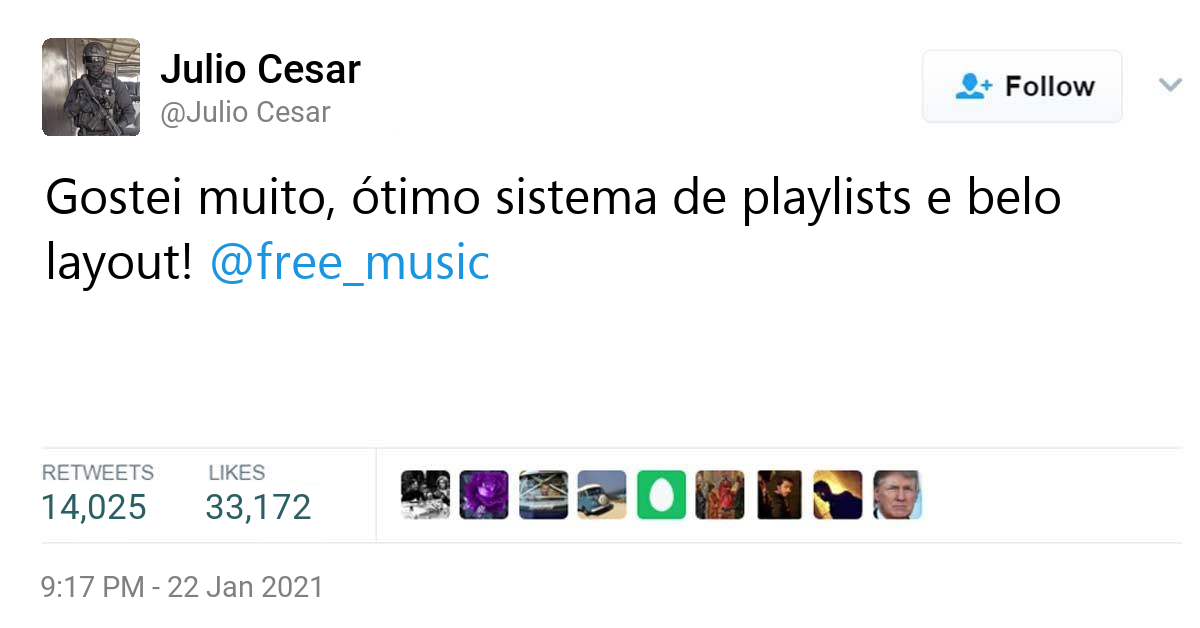 Julio Cesar
@Julio Cesar
Follow
Gostei muito, ótimo sistema de playlists e belo
layout! @free_music
RETWEETS LIKES
14,025 33,172
9:17 PM - 22 Jan 2021